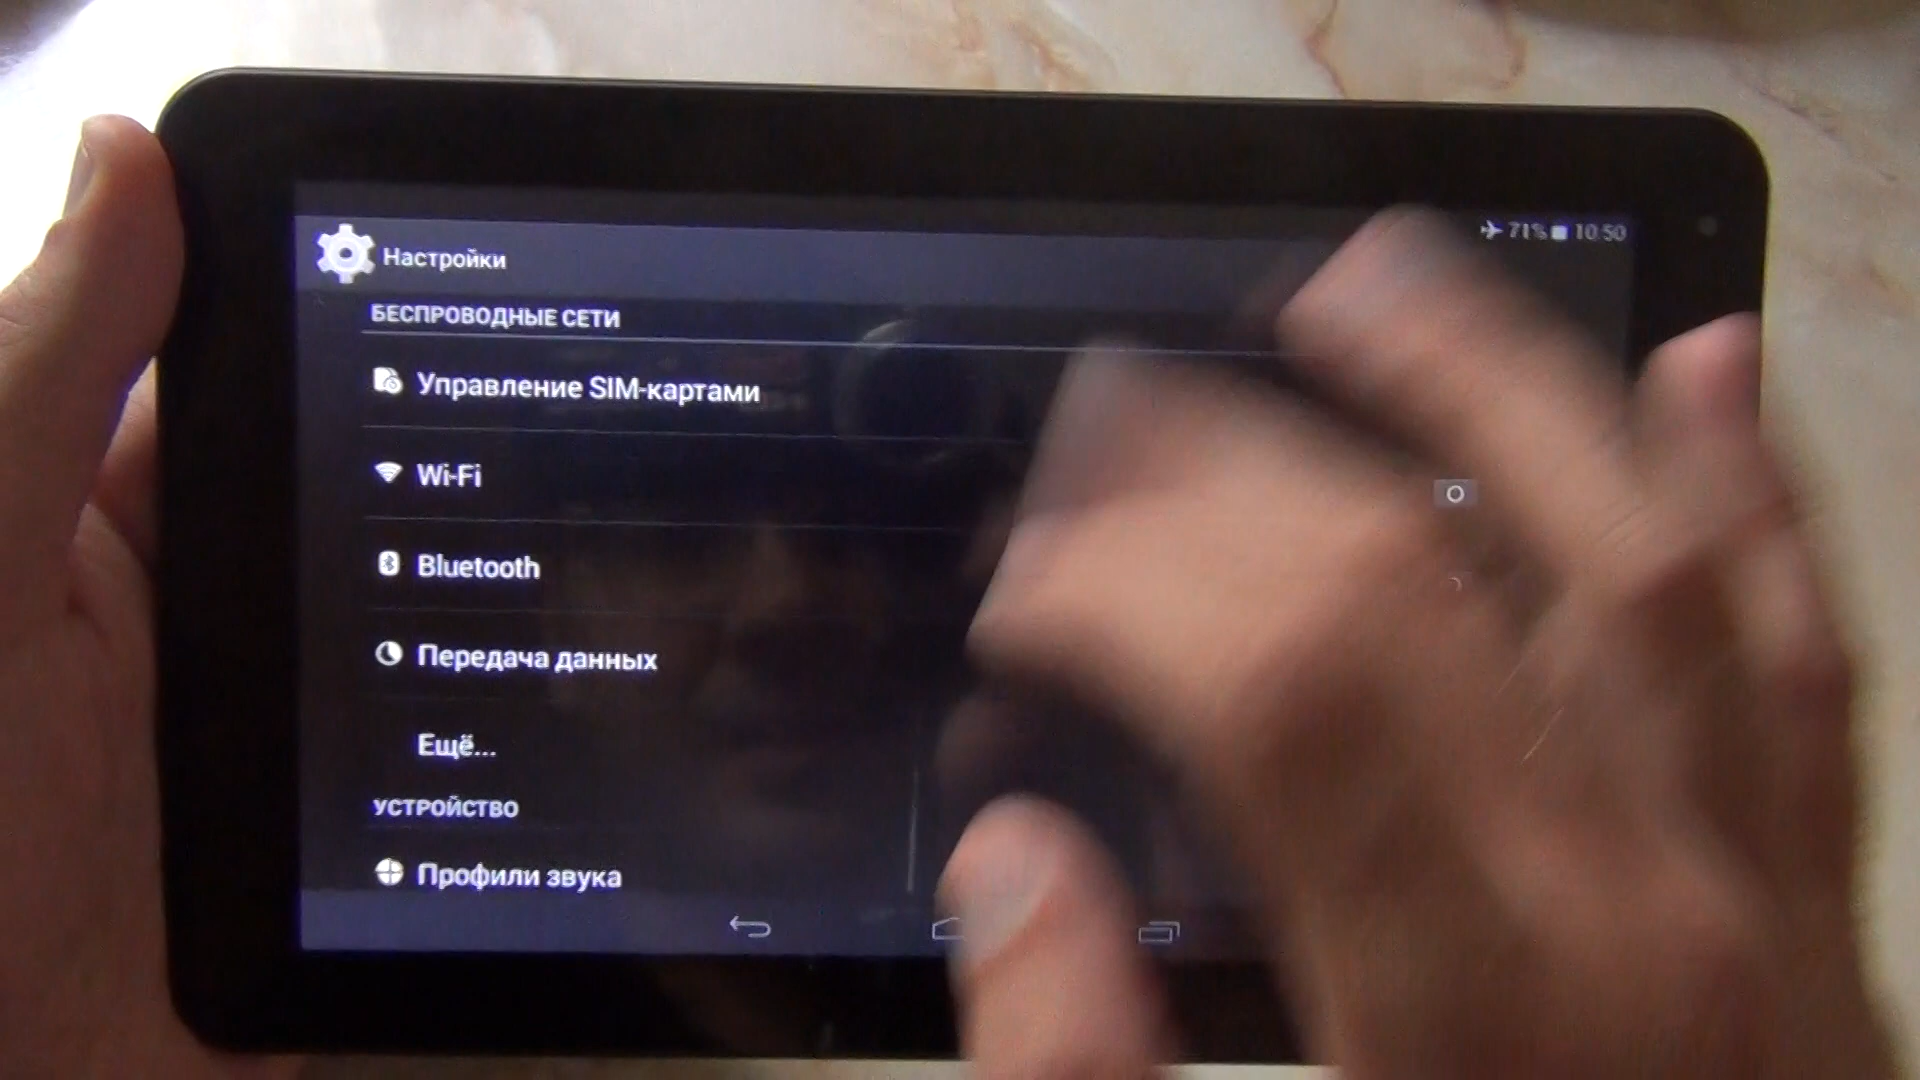 71% 10:50
Настройки
БЕСПРОВОДНЫЕ СЕТИ
Управление SIM-картами
Wi-Fi
Bluetooth
Передача данных
Ещё...
УСТРОЙСТВО
Профили звука